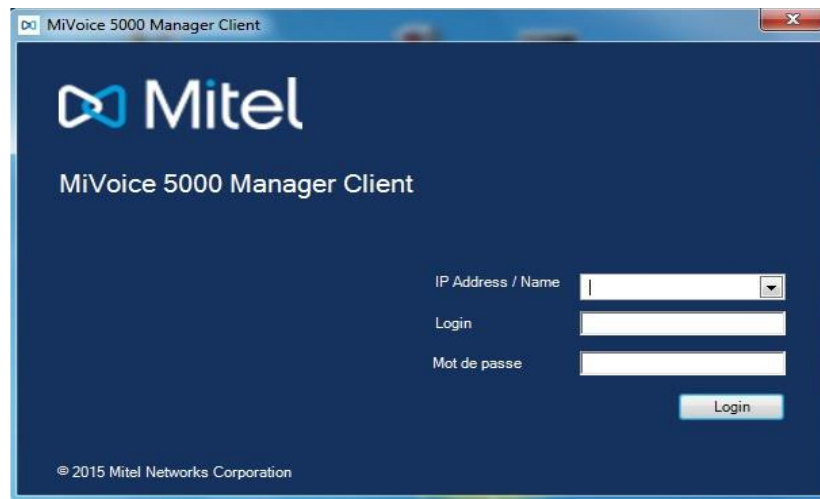 MiVoice 5000 Manager Client
Mitel
MiVoice 5000 Manager Client
IP Address / Name
Login
Mot de passe
Login
© 2015 Mitel Networks Corporation